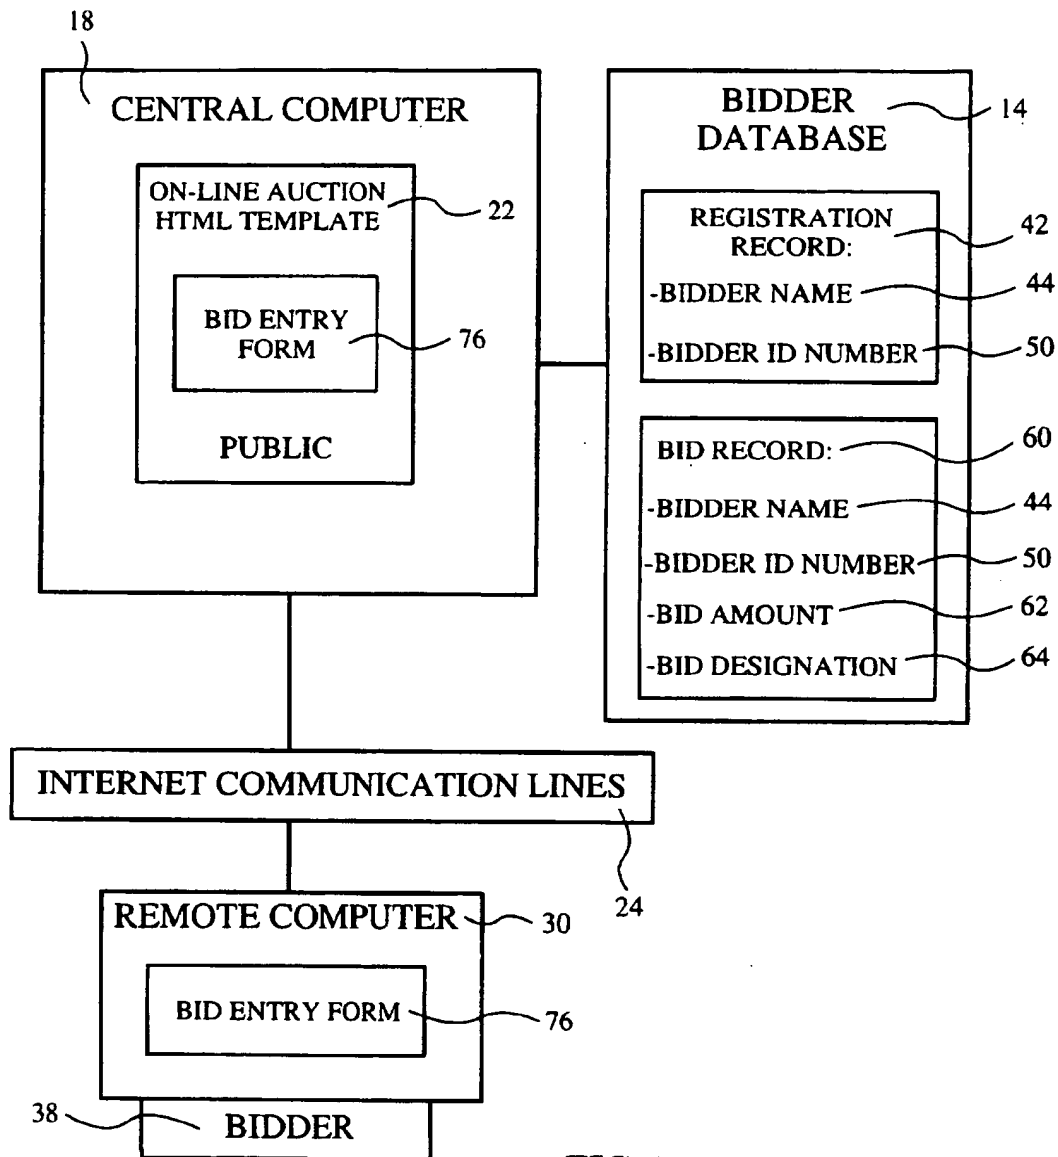 18
CENTRAL COMPUTER
ON-LINE AUCTION
HTML TEMPLATE
22
BID ENTRY
FORM
76
PUBLIC
BIDDER
DATABASE
14
REGISTRATION
RECORD:
42
-BIDDER NAME
44
-BIDDER ID NUMBER
50
BID RECORD:
60
-BIDDER NAME
44
-BIDDER ID NUMBER
50
-BID AMOUNT
62
-BID DESIGNATION
64
INTERNET COMMUNICATION LINES
24
REMOTE COMPUTER
30
BID ENTRY FORM
76
38
BIDDER